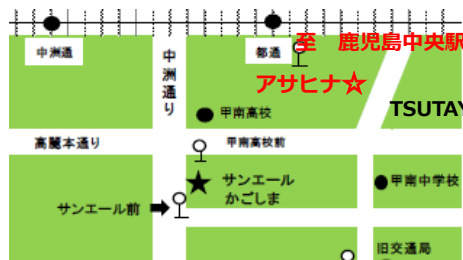 至 鹿児島中央駅
中洲通
都通
中洲通り
アサヒナ☆
TSUTAY
甲南高校
高麗本通り
甲南高校前
サンエール
かごしま
甲南中学校
サンエール前
旧交通局